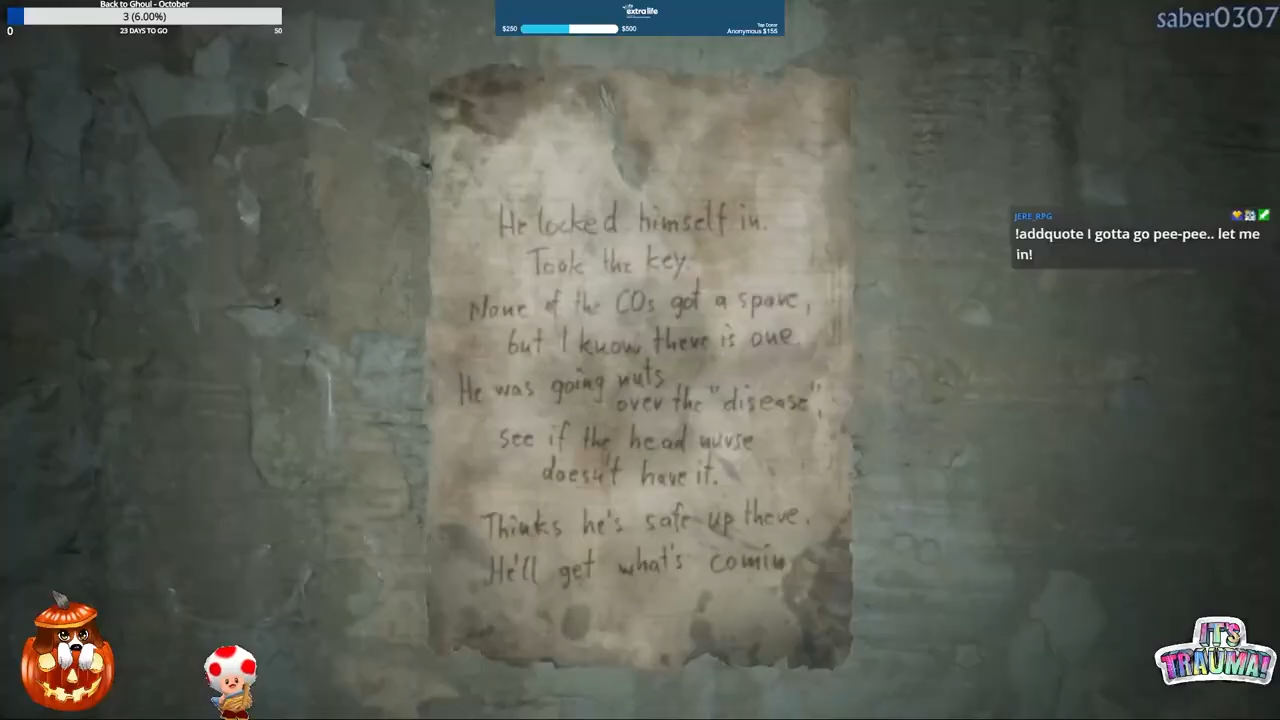 Back to Ghoul - October
3 (6.00%)
0
23 DAYS TO GO
50
extralife
$250
$500
Top Donor
Anonymous $155
saber0307
He locked himself in.
Took the key.
None of the COs got a spare,
but I know there is one.
He was going nuts
over the "disease",
see if the head nurse
doesn't have it.
Thinks he's safe up there.
He'll get what's comin
JERE_RPG
!addquote I gotta go pee-pee.. let me
in!
IT'S
TRAUMA!